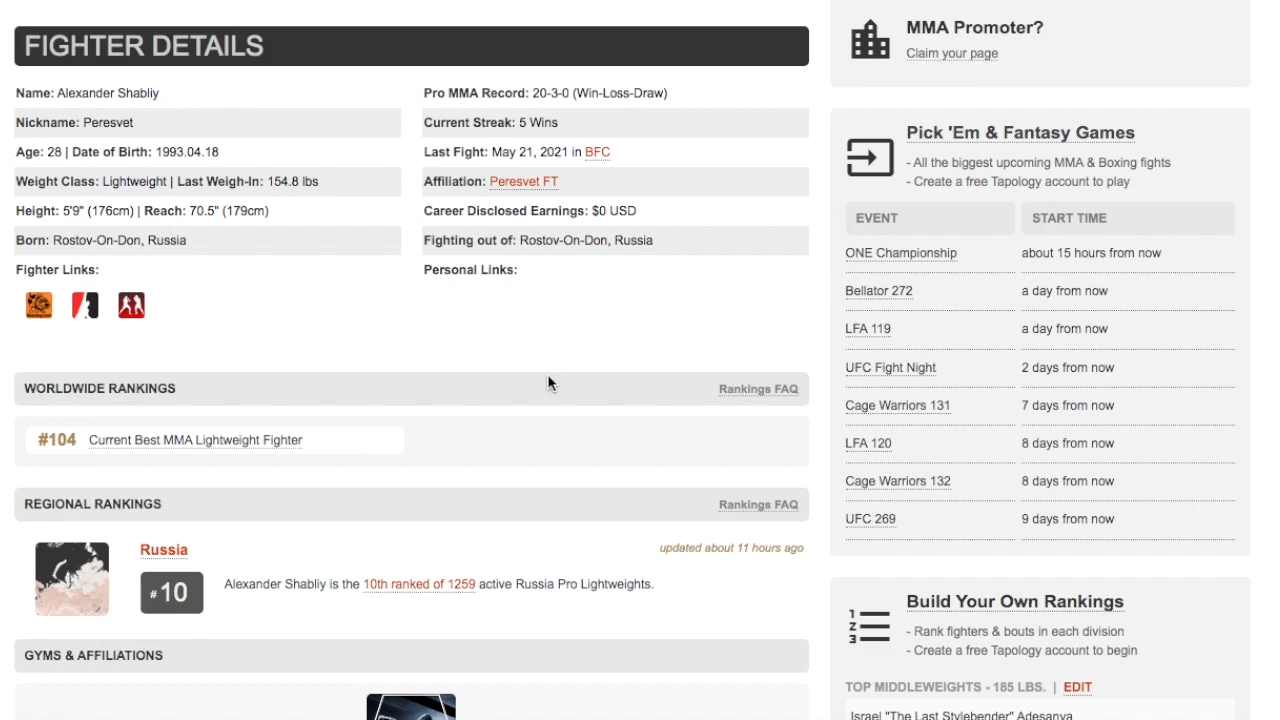 FIGHTER DETAILS
Name: Alexander Shabliy
Pro MMA Record: 20-3-0 (Win-Loss-Draw)
Nickname: Peresvet
Current Streak: 5 Wins
Age: 28 | Date of Birth: 1993.04.18
Last Fight: May 21, 2021 in BFC
Weight Class: Lightweight | Last Weigh-In: 154.8 lbs
Affiliation: Peresvet FT
Height: 5'9" (176cm) | Reach: 70.5" (179cm)
Career Disclosed Earnings: $0 USD
Born: Rostov-On-Don, Russia
Fighting out of: Rostov-On-Don, Russia
Fighter Links:
Personal Links:
WORLDWIDE RANKINGS
Rankings FAQ
#104 Current Best MMA Lightweight Fighter
REGIONAL RANKINGS
Rankings FAQ
Russia
updated about 11 hours ago
#10
Alexander Shabliy is the 10th ranked of 1259 active Russia Pro Lightweights.
GYMS & AFFILIATIONS
MMA Promoter?
Claim your page
Pick 'Em & Fantasy Games
- All the biggest upcoming MMA & Boxing fights
- Create a free Tapology account to play
EVENT START TIME
ONE Championship about 15 hours from now
Bellator 272 a day from now
LFA 119 a day from now
UFC Fight Night 2 days from now
Cage Warriors 131 7 days from now
LFA 120 8 days from now
Cage Warriors 132 8 days from now
UFC 269 9 days from now
Build Your Own Rankings
- Rank fighters & bouts in each division
- Create a free Tapology account to begin
TOP MIDDLEWEIGHTS - 185 LBS. | EDIT
Israel "The Last Stylebender" Adesanya